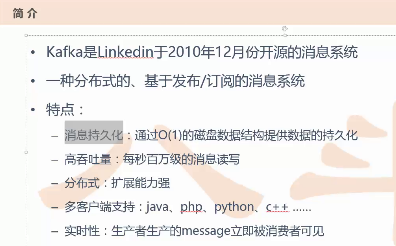 简 介
• Kafka是Linkedin于2010年12月份开源的消息系统
• 一种分布式的、基于发布/订阅的消息系统
• 特点：
– 消息持久化：通过O(1)的磁盘数据结构提供数据的持久化
– 高吞吐量：每秒百万级的消息读写
– 分布式：扩展能力强
– 多客户端支持：java、php、python、c++ ……
– 实时性：生产者生产的message立即被消费者可见